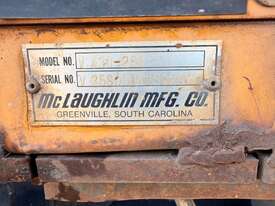 MODEL NO.
SERIAL NO.
McLAUGHLIN MFG. CO.
GREENVILLE, SOUTH CAROLINA